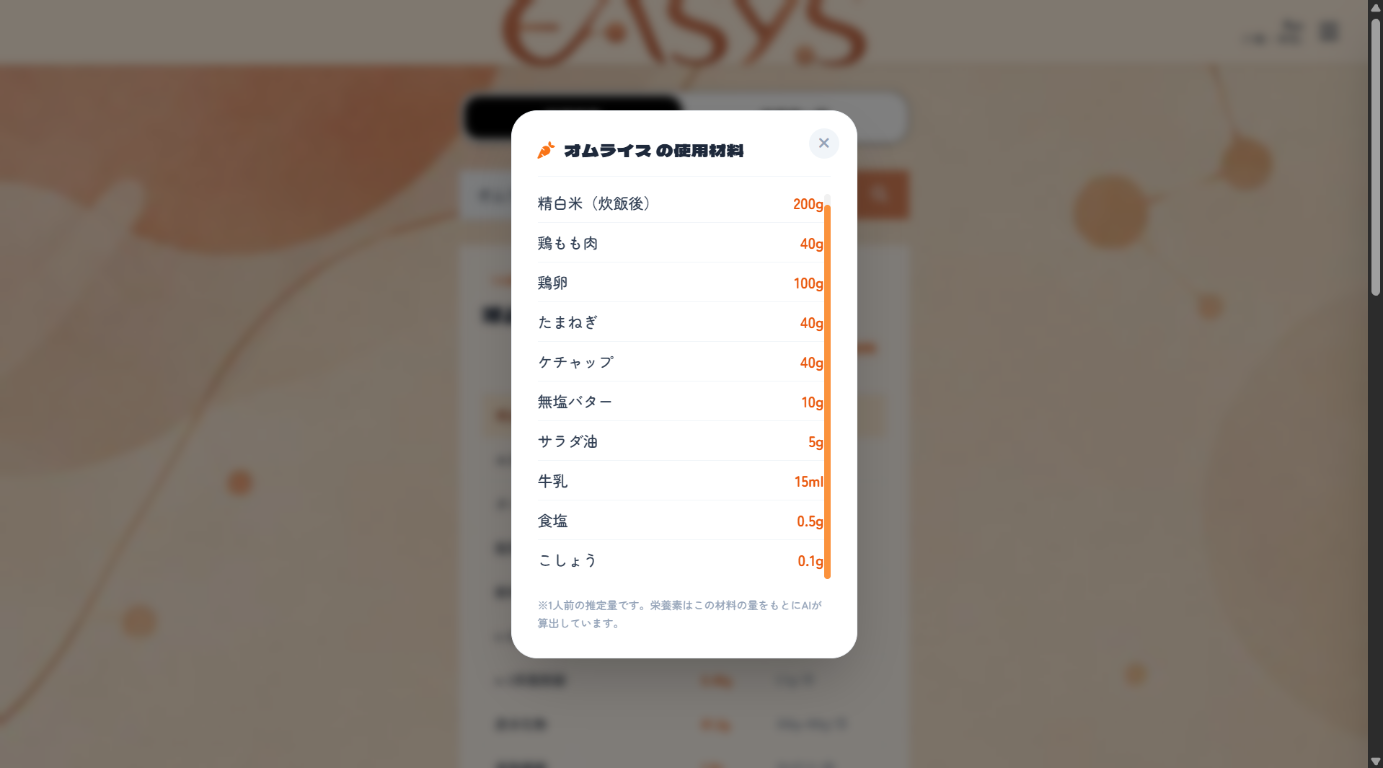 EASYS
オムライス の使用材料
精白米（炊飯後） 200g
鶏もも肉 40g
鶏卵 100g
たまねぎ 40g
ケチャップ 40g
無塩バター 10g
サラダ油 5g
牛乳 15ml
食塩 0.5g
こしょう 0.1g
※1人前の推定量です。栄養素はこの材料の量をもとにAIが
算出しています。